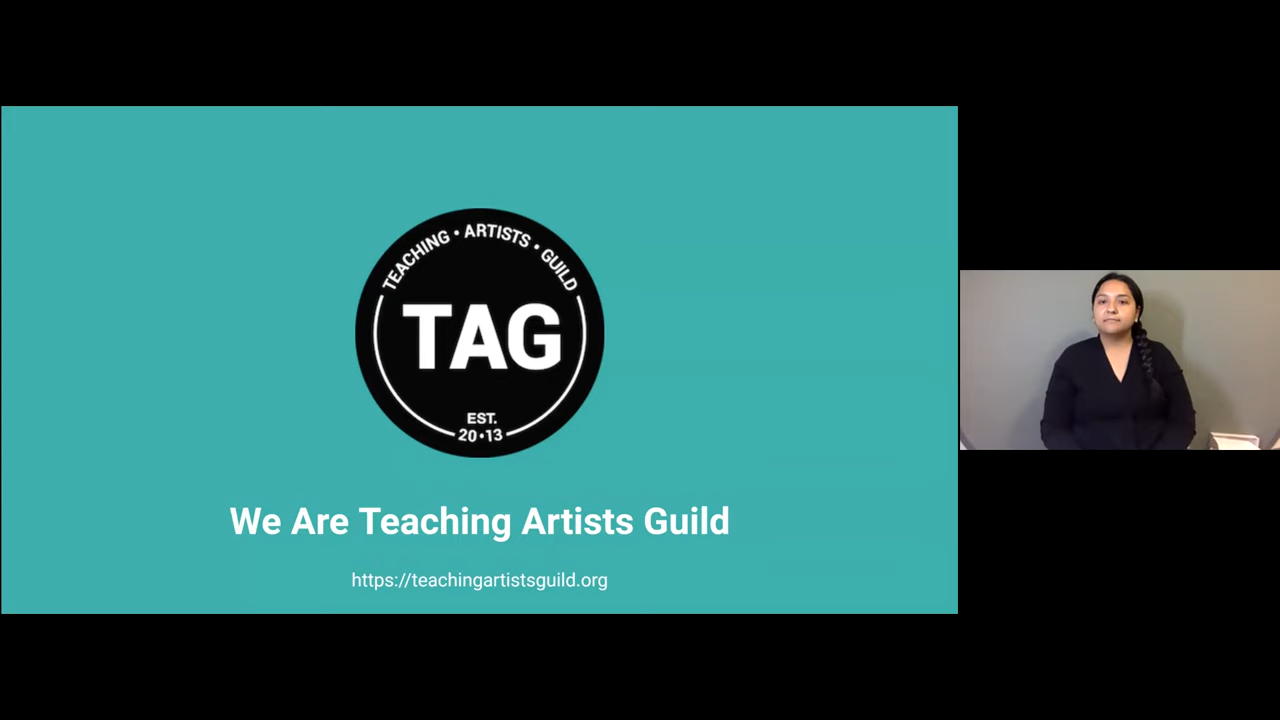 TEACHING • ARTISTS • GUILD
TAG
EST.
20•13
We Are Teaching Artists Guild
https://teachingartistsguild.org